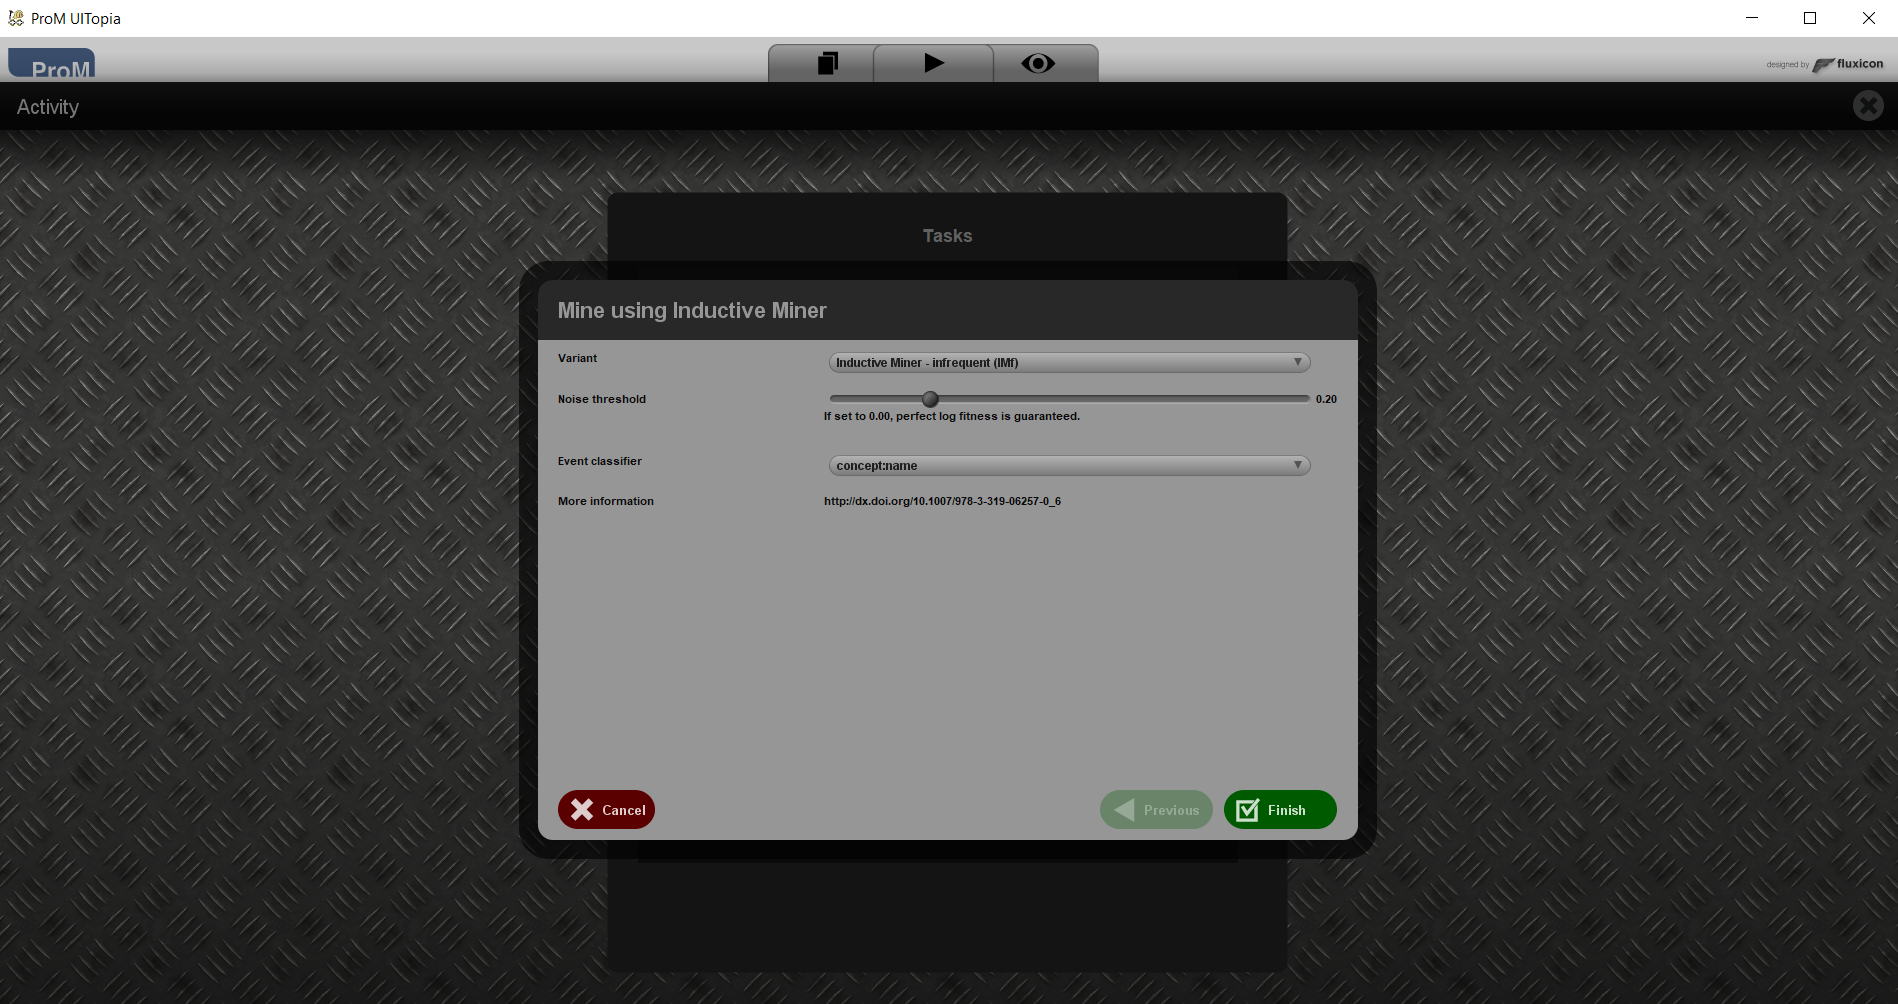 ProM UITopia
ProM
designed by fluxicon
Activity
Tasks
Mine using Inductive Miner
Variant
Inductive Miner - infrequent (IMf)
Noise threshold
0.20
If set to 0.00, perfect log fitness is guaranteed.
Event classifier
concept:name
More information
http://dx.doi.org/10.1007/978-3-319-06257-0_6
Cancel
Previous
Finish